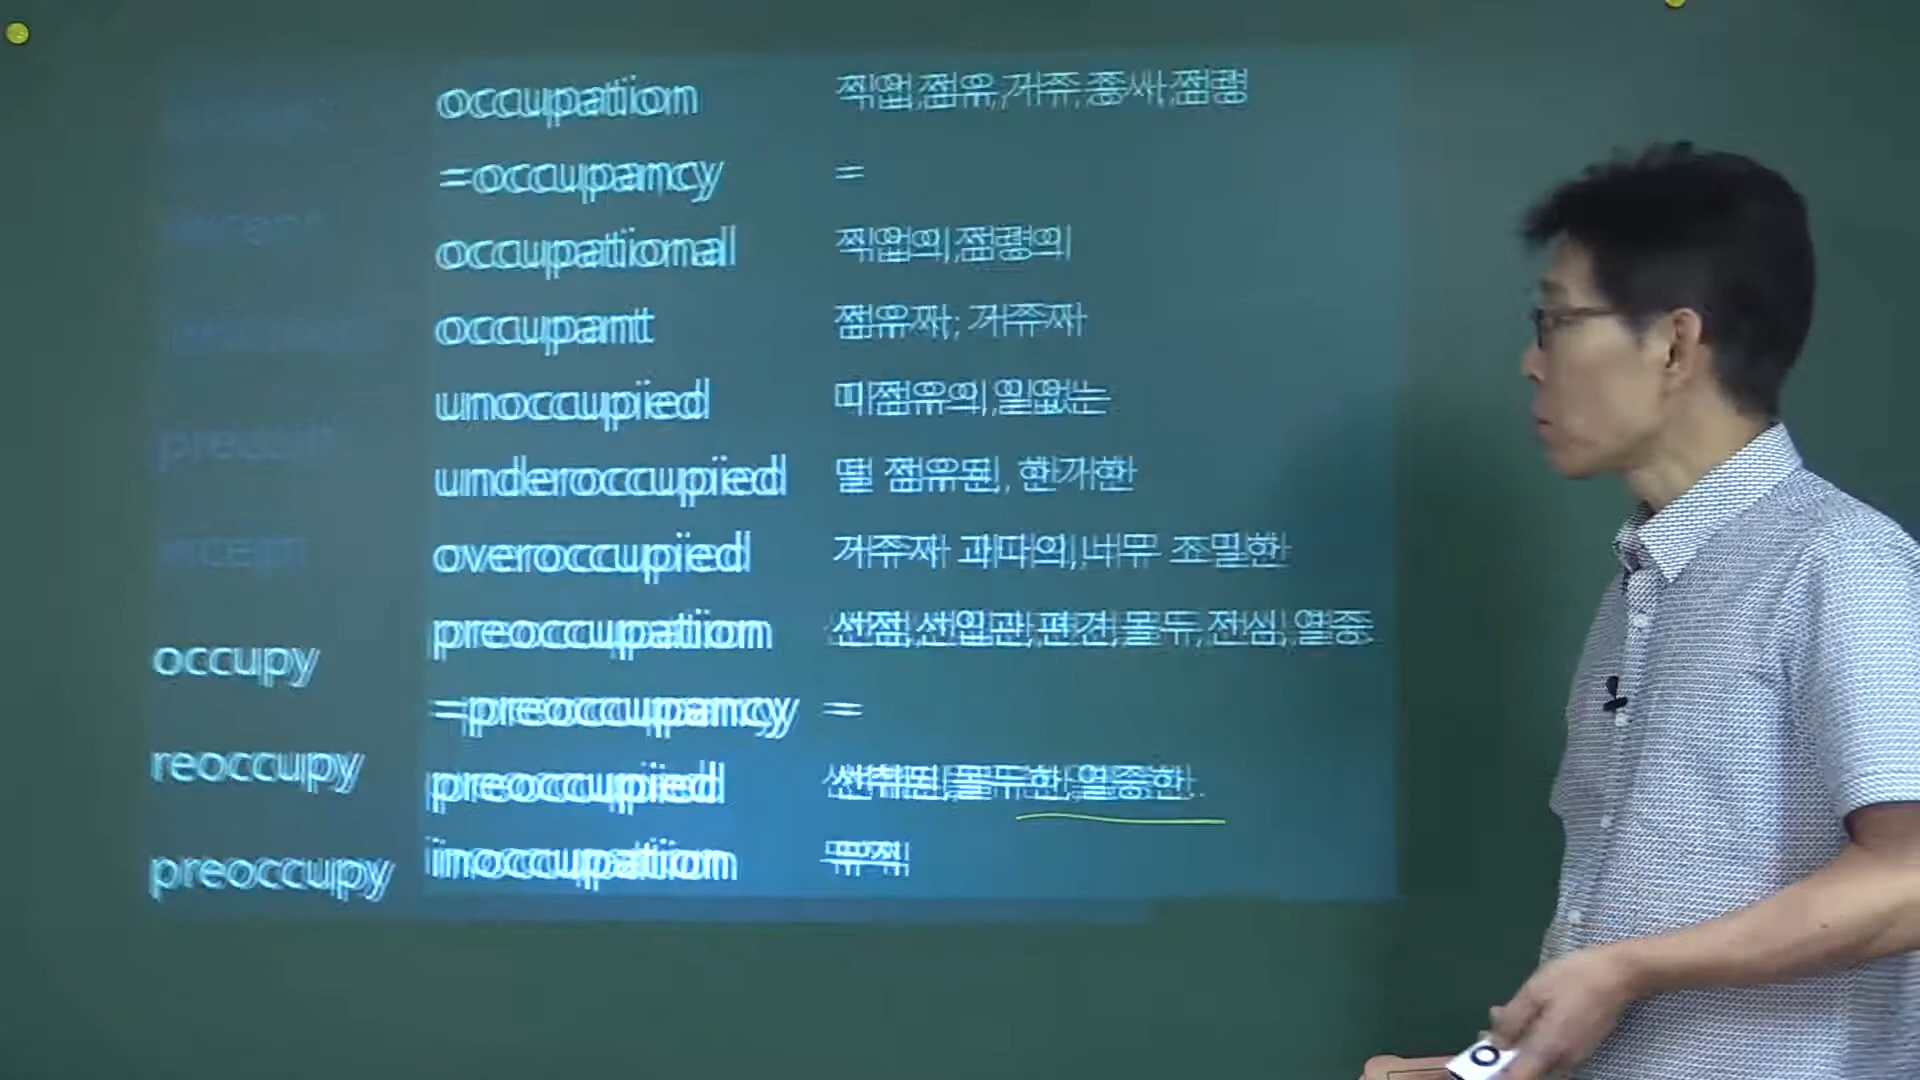 occupation 직업,점유,거주,종사,점령
=occupancy =
occupational 직업의,점령의
occupant 점유자; 거주자
unoccupied 미점유의,일없는
underoccupied 덜 점유된, 한가한
overoccupied 거주자 과다의,너무 조밀한
preoccupation 선점,선입관,편견,몰두,전심,열중
occupy
=preoccupancy =
reoccupy
preoccupied 선취된,몰두한,열중한..
preoccupy
inoccupation 무직